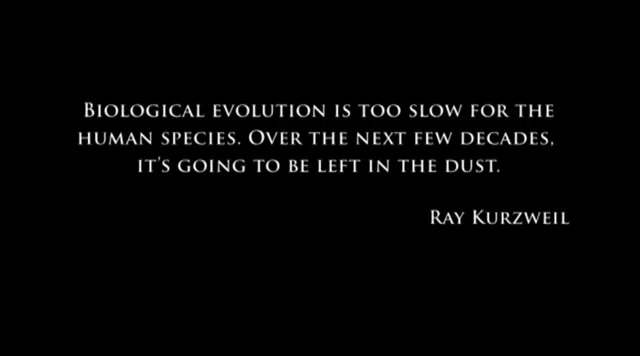 Biological evolution is too slow for the
human species. Over the next few decades,
it's going to be left in the dust.
Ray Kurzweil